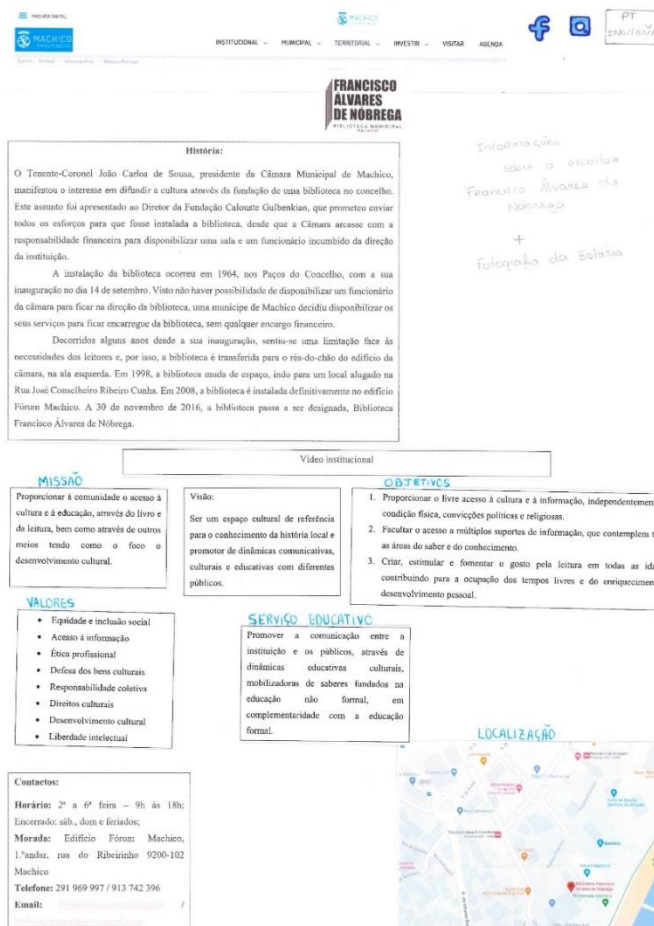 MACHICO DIGITAL
MACHICO
MACHICO
INSTITUCIONAL MUNICIPAL TERRITORIAL INVESTIR VISITAR AGENDA
PT
FRANCISCO
ÁLVARES
DE NÓBREGA
BIBLIOTECA MUNICIPAL
MACHICO
Informações
sobre o escritor
Francisco Álvares de
Nóbrega
+
Fotografia da Estátua
História:
O Tenente-Coronel João Carlos de Sousa, presidente da Câmara Municipal de Machico,
manifestou o interesse em difundir a cultura através da fundação de uma biblioteca no concelho.
Este assunto foi apresentado ao Diretor da Fundação Calouste Gulbenkian, que prometeu enviar
todos os esforços para que fosse instalada a biblioteca, desde que a Câmara arcasse com a
responsabilidade financeira para disponibilizar uma sala e um funcionário incumbido da direção
da instituição.
A instalação da biblioteca ocorreu em 1964, nos Paços do Concelho, com a sua
inauguração no dia 14 de setembro. Visto não haver possibilidade de disponibilizar um funcionário
da câmara para ficar na direção da biblioteca, uma munícipe de Machico decidiu disponibilizar os
seus serviços para ficar encarregue da biblioteca, sem qualquer encargo financeiro.
Decorridos alguns anos desde a sua inauguração, sentiu-se uma limitação face às
necessidades dos leitores e, por isso, a biblioteca é transferida para o rés-do-chão do edifício da
câmara, na ala esquerda. Em 1998, a biblioteca muda de espaço, indo para um local alugado na
Rua José Conselheiro Ribeiro Cunha. Em 2008, a biblioteca é instalada definitivamente no edifício
Fórum Machico. A 30 de novembro de 2016, a biblioteca passa a ser designada, Biblioteca
Francisco Álvares de Nóbrega.
Vídeo institucional
MISSÃO
Proporcionar à comunidade o acesso à
cultura e à educação, através do livro e
da leitura, bem como através de outros
meios tendo como o foco o
desenvolvimento cultural.
Visão:
Ser um espaço cultural de referência
para o conhecimento da história local e
promotor de dinâmicas comunicativas,
culturais e educativas com diferentes
públicos.
OBJETIVOS
1. Proporcionar o livre acesso à cultura e à informação, independentemen
condição física, convicções políticas e religiosas.
2. Facultar o acesso a múltiplos suportes de informação, que contemplem t
as áreas do saber e do conhecimento.
3. Criar, estimular e fomentar o gosto pela leitura em todas as ida
contribuindo para a ocupação dos tempos livres e do enriquecimen
desenvolvimento pessoal.
VALORES
• Equidade e inclusão social
• Acesso à informação
• Ética profissional
• Defesa dos bens culturais
• Responsabilidade coletiva
• Direitos culturais
• Desenvolvimento cultural
• Liberdade intelectual
SERVIÇO EDUCATIVO
Promover a comunicação entre a
instituição e os públicos, através de
dinâmicas educativas culturais,
mobilizadoras de saberes fundados na
educação não formal, em
complementaridade com a educação
formal.
LOCALIZAÇÃO
Contactos:
Horário: 2ª a 6ª feira – 9h às 18h;
Encerrado: sáb., dom e feriados;
Morada: Edifício Fórum Machico,
1.ºandar, rua do Ribeirinho 9200-102
Machico
Telefone: 291 969 997 / 913 742 396
Email: /